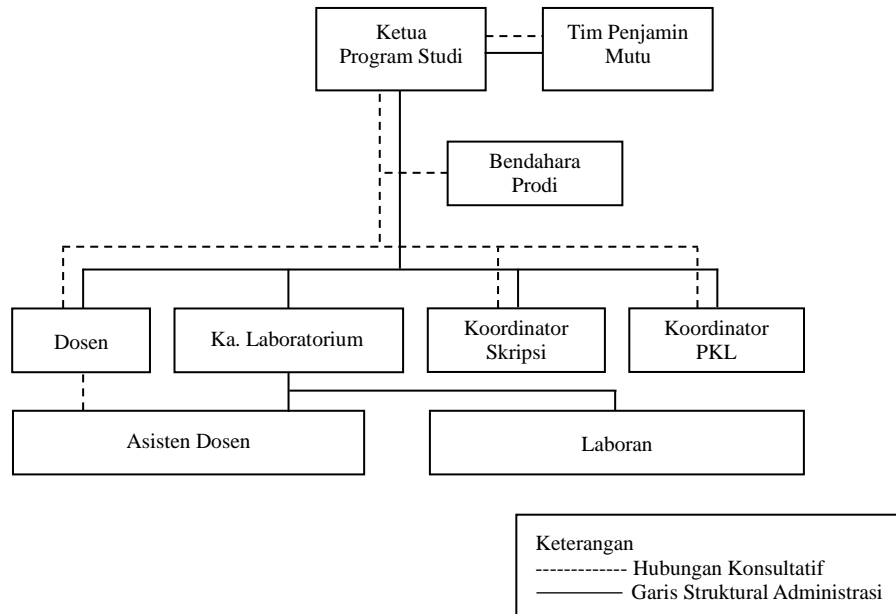 Ketua
Program Studi
Tim Penjamin
Mutu
Bendahara
Prodi
Dosen
Ka. Laboratorium
Koordinator
Skripsi
Koordinator
PKL
Asisten Dosen
Laboran
Keterangan
Hubungan Konsultatif
Garis Struktural Administrasi